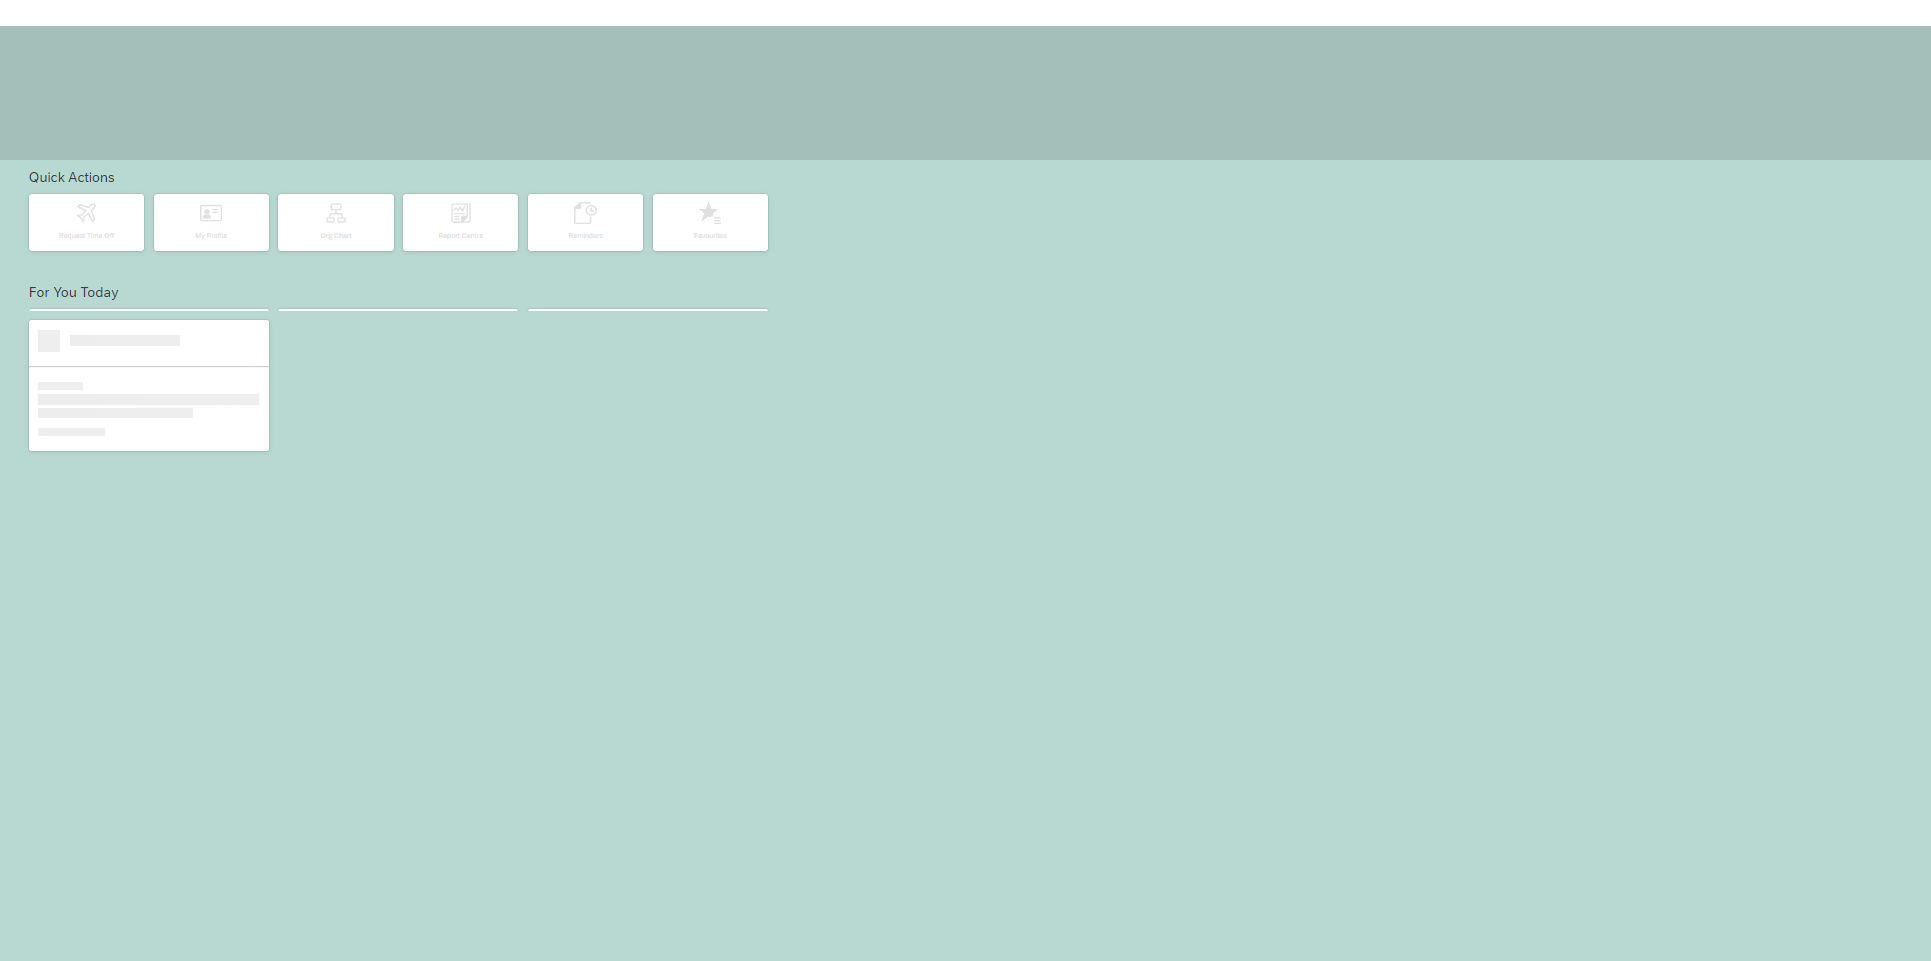 Quick Actions
Request Time Off
My Profile
Org Chart
Report Centre
Reminders
Favourites
For You Today